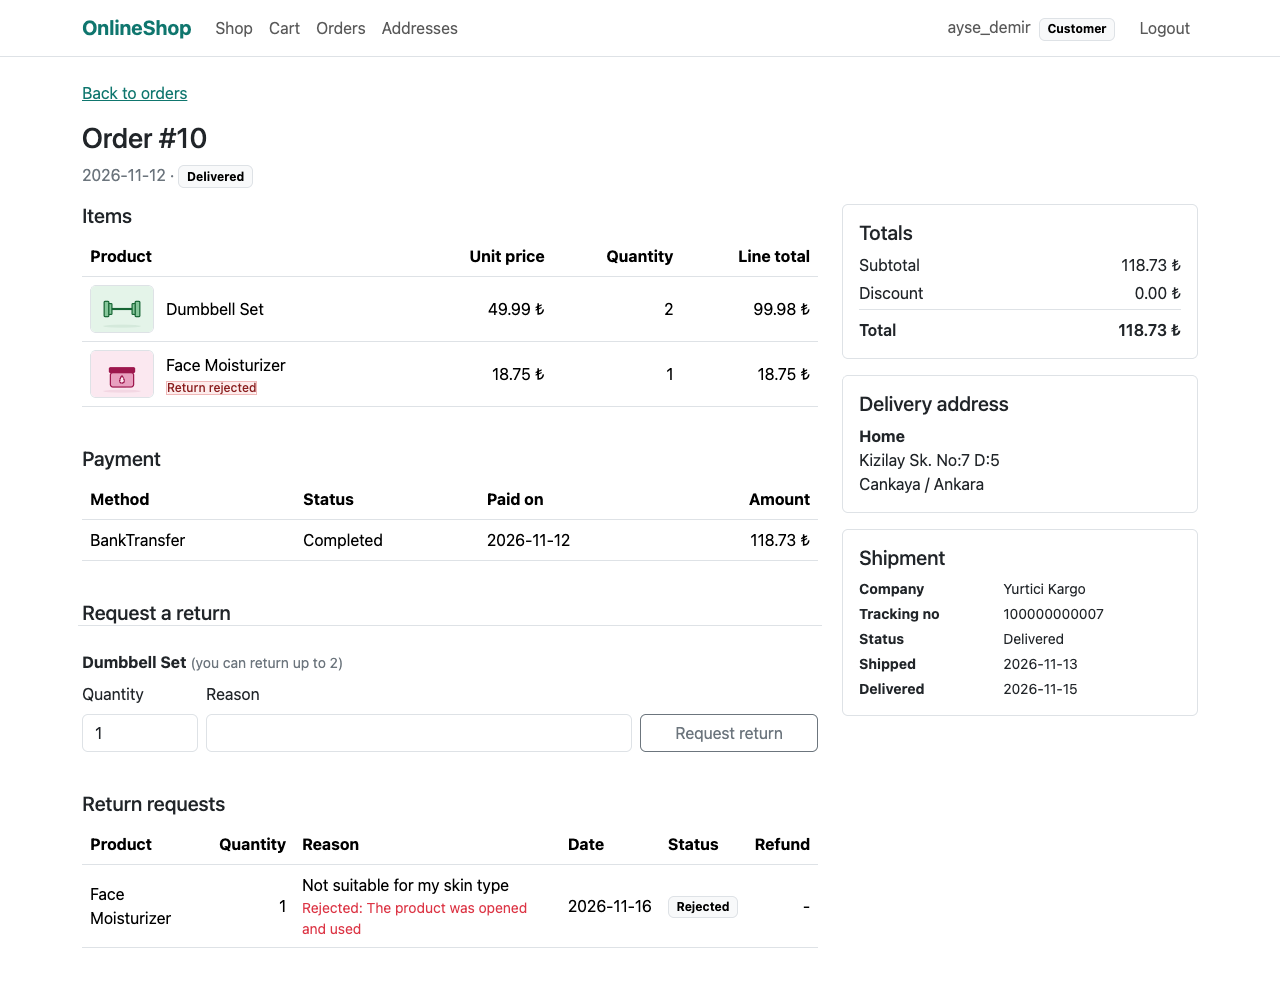 OnlineShop Shop Cart Orders Addresses ayse_demir Customer Logout
Back to orders
Order #10
2026-11-12 · Delivered
Items
Product Unit price Quantity Line total
Dumbbell Set 49.99 ₺ 2 99.98 ₺
Face Moisturizer 18.75 ₺ 1 18.75 ₺
Return rejected
Payment
Method Status Paid on Amount
BankTransfer Completed 2026-11-12 118.73 ₺
Request a return
Dumbbell Set (you can return up to 2)
Quantity Reason
1 Request return
Return requests
Product Quantity Reason Date Status Refund
Face Moisturizer 1 Not suitable for my skin type 2026-11-16 Rejected -
Rejected: The product was opened
and used
Totals
Subtotal 118.73 ₺
Discount 0.00 ₺
Total 118.73 ₺
Delivery address
Home
Kizilay Sk. No:7 D:5
Cankaya / Ankara
Shipment
Company Yurtici Kargo
Tracking no 100000000007
Status Delivered
Shipped 2026-11-13
Delivered 2026-11-15